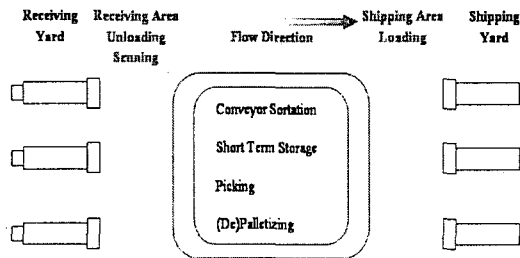 Receiving Yard
Receiving Area Unloading Scanning
Flow Direction
Shipping Area Loading
Shipping Yard
Conveyor Sortation
Short Term Storage
Picking
(De)Palletizing